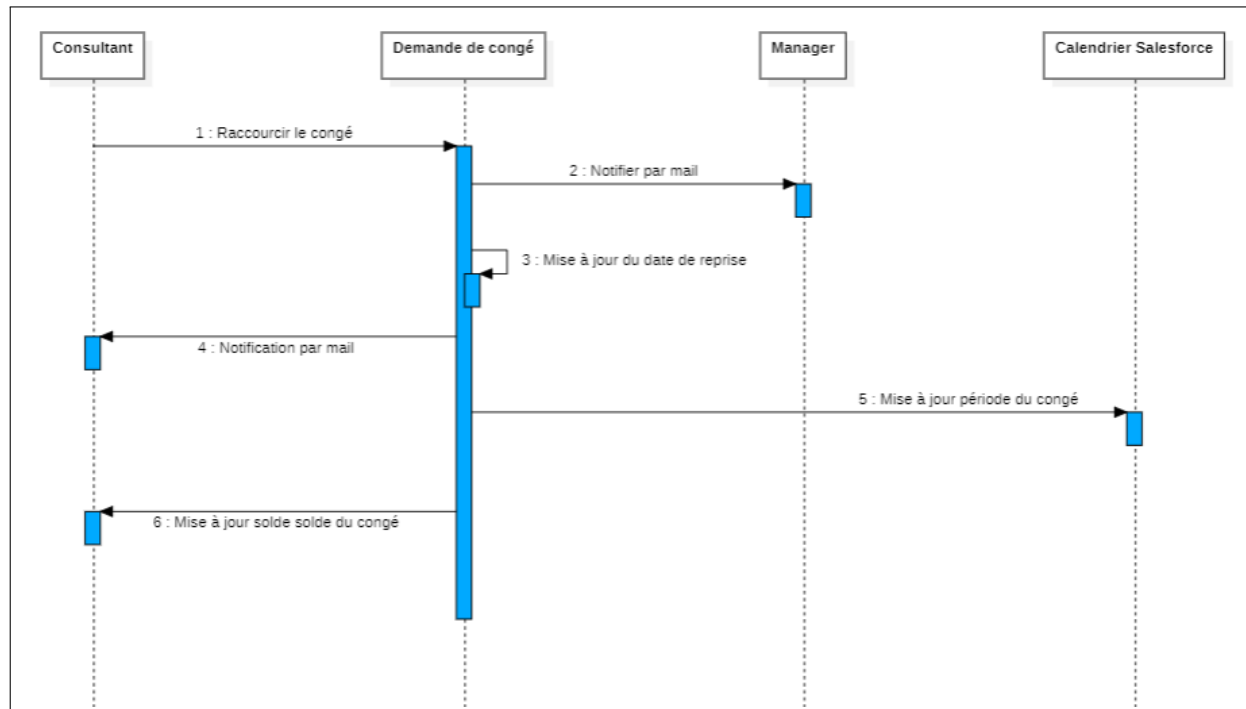 Consultant
Demande de congé
Manager
Calendrier Salesforce
1 : Raccourcir le congé
2 : Notifier par mail
3 : Mise à jour du date de reprise
4 : Notification par mail
5 : Mise à jour période du congé
6 : Mise à jour solde solde du congé